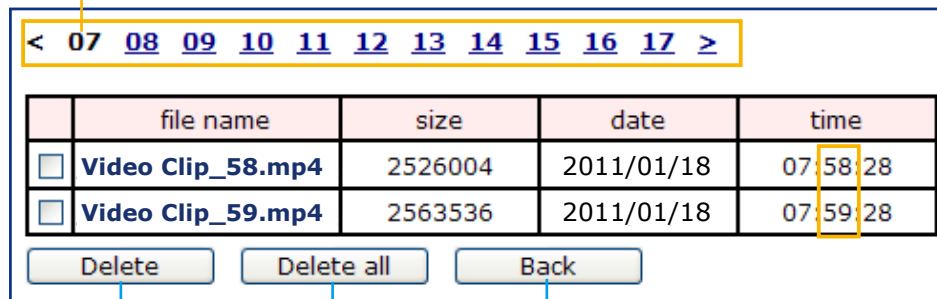 < 07 08 09 10 11 12 13 14 15 16 17 >
file name size date time
Video Clip_58.mp4 2526004 2011/01/18 07:58:28
Video Clip_59.mp4 2563536 2011/01/18 07:59:28
Delete Delete all Back